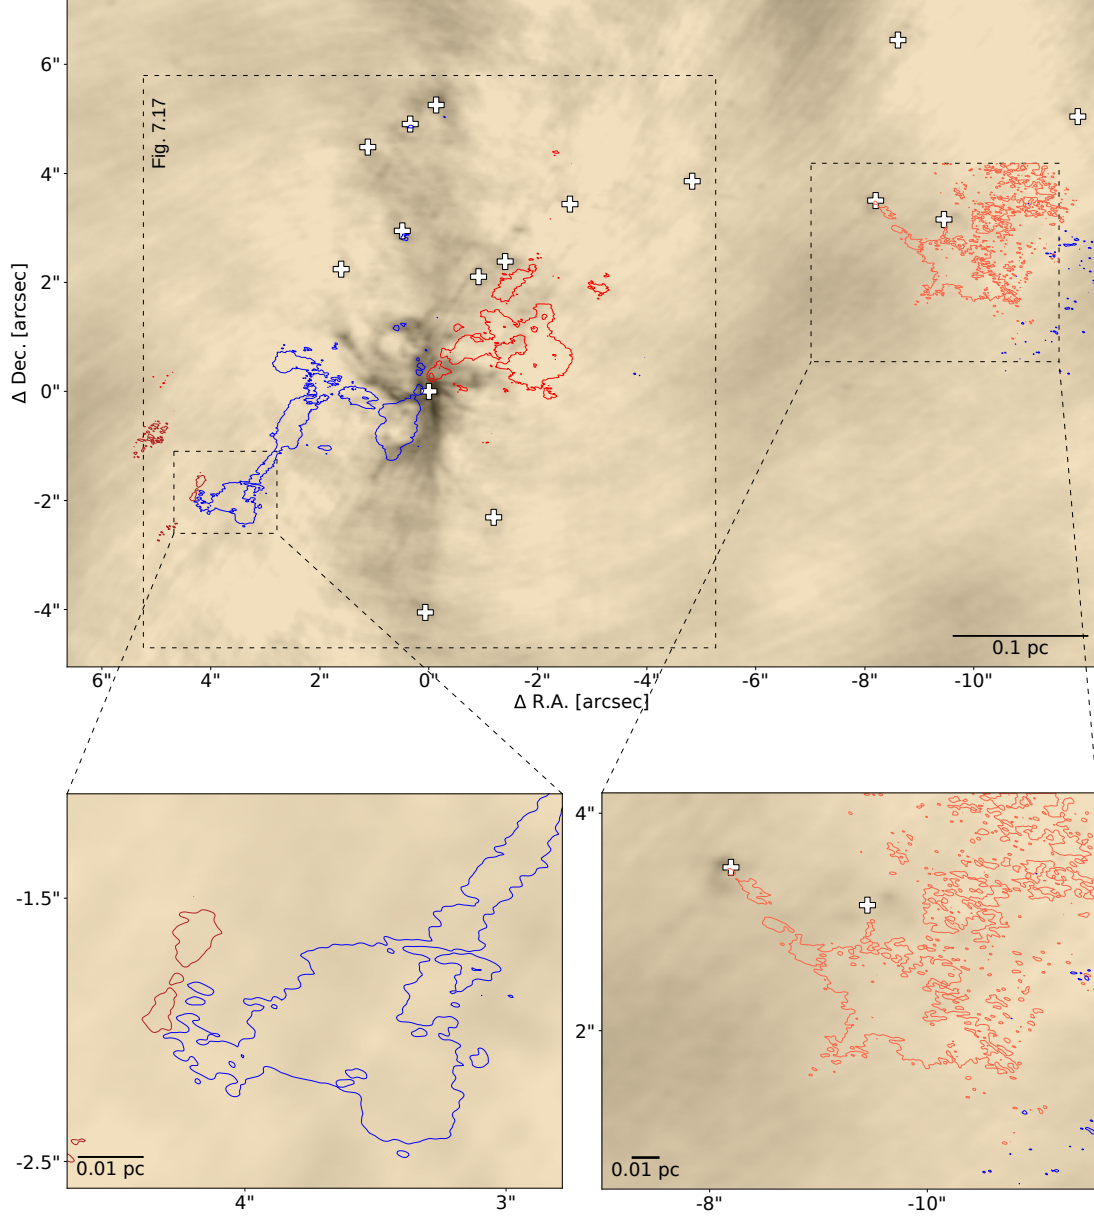 6"
4"
2"
0"
-2"
-4"
Δ Dec. [arcsec]
Fig. 7.17
0.1 pc
6" 4" 2" 0" -2" -4" -6" -8" -10"
Δ R.A. [arcsec]
-1.5"
-2.5"
0.01 pc
4" 3"
4"
2"
0.01 pc
-8" -10"